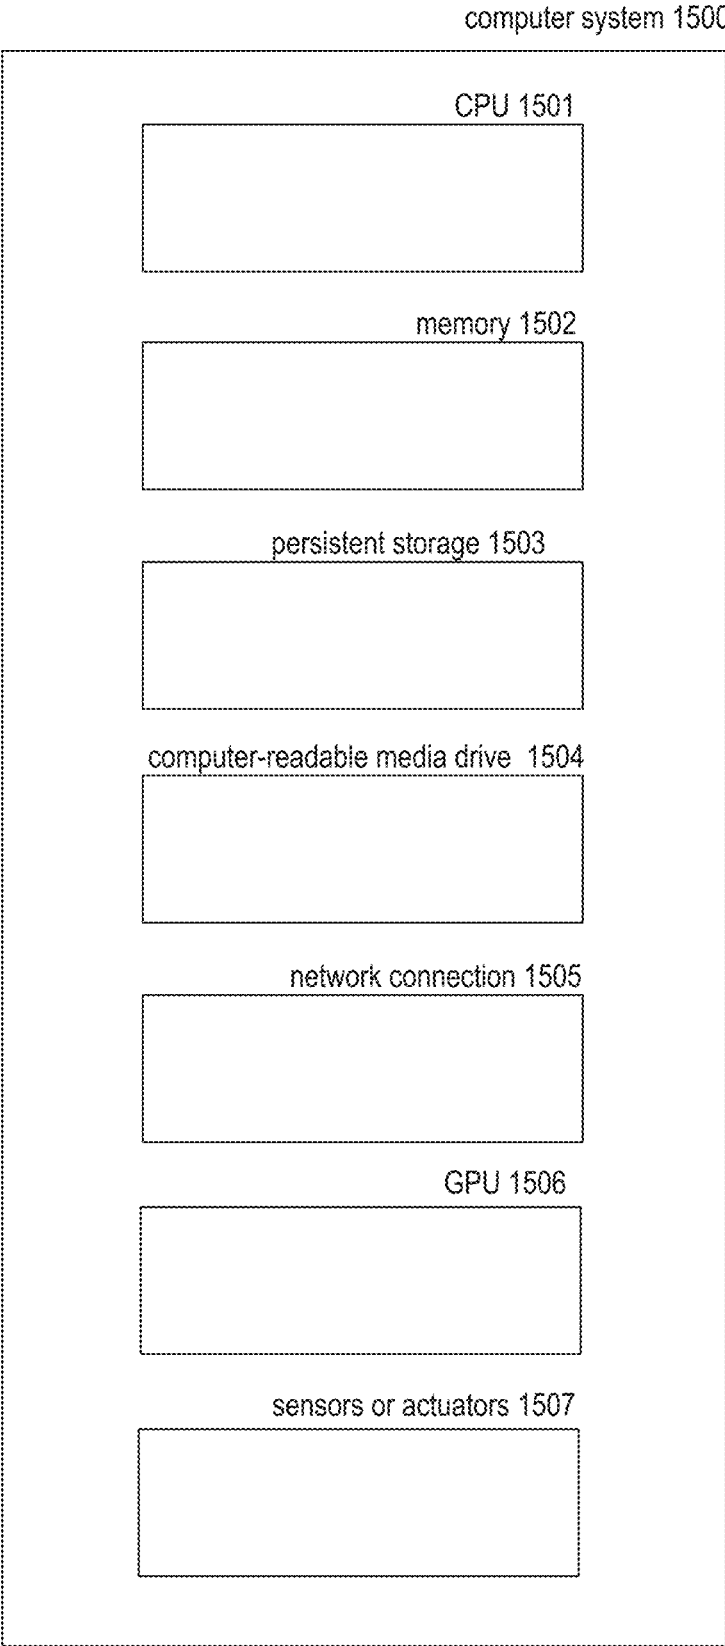 computer system 1500
CPU 1501
memory 1502
persistent storage 1503
computer-readable media drive 1504
network connection 1505
GPU 1506
sensors or actuators 1507